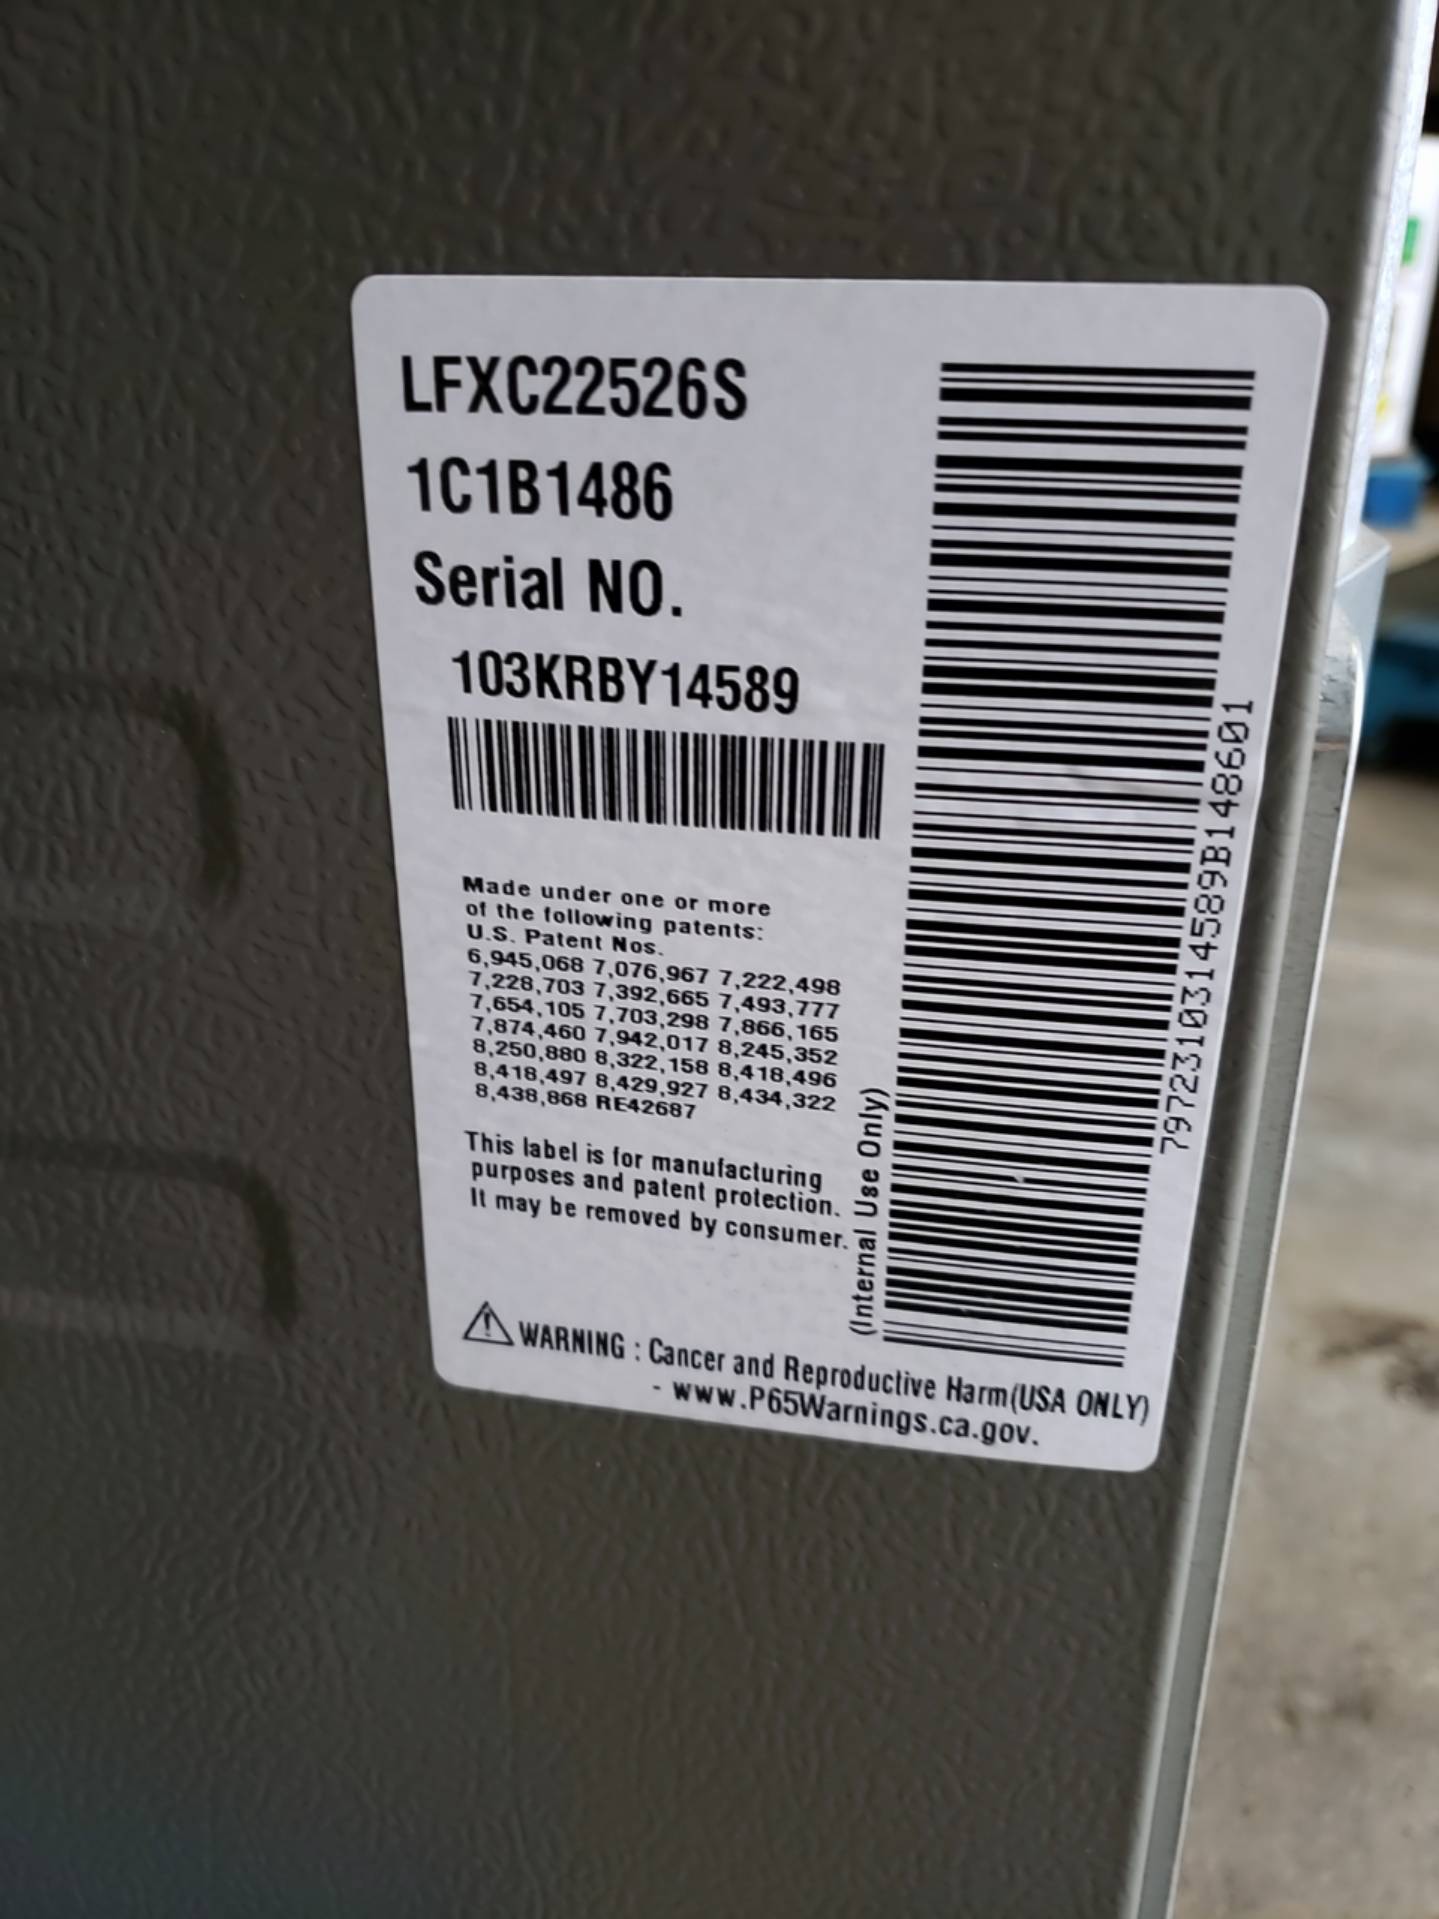 LFXC22526S
1C1B1486
Serial NO.
103KRBY14589
Made under one or more
of the following patents:
U.S. Patent Nos.
6,945,068 7,076,967 7,222,498
7,228,703 7,392,665 7,493,777
7,654,105 7,703,298 7,866,165
7,874,460 7,942,017 8,245,352
8,250,880 8,322,158 8,418,496
8,418,497 8,429,927 8,434,322
8,438,868 RE42687
This label is for manufacturing
purposes and patent protection.
It may be removed by consumer.
(Internal Use Only)
7972310314589B148601
⚠ WARNING : Cancer and Reproductive Harm(USA ONLY)
- www.P65Warnings.ca.gov.